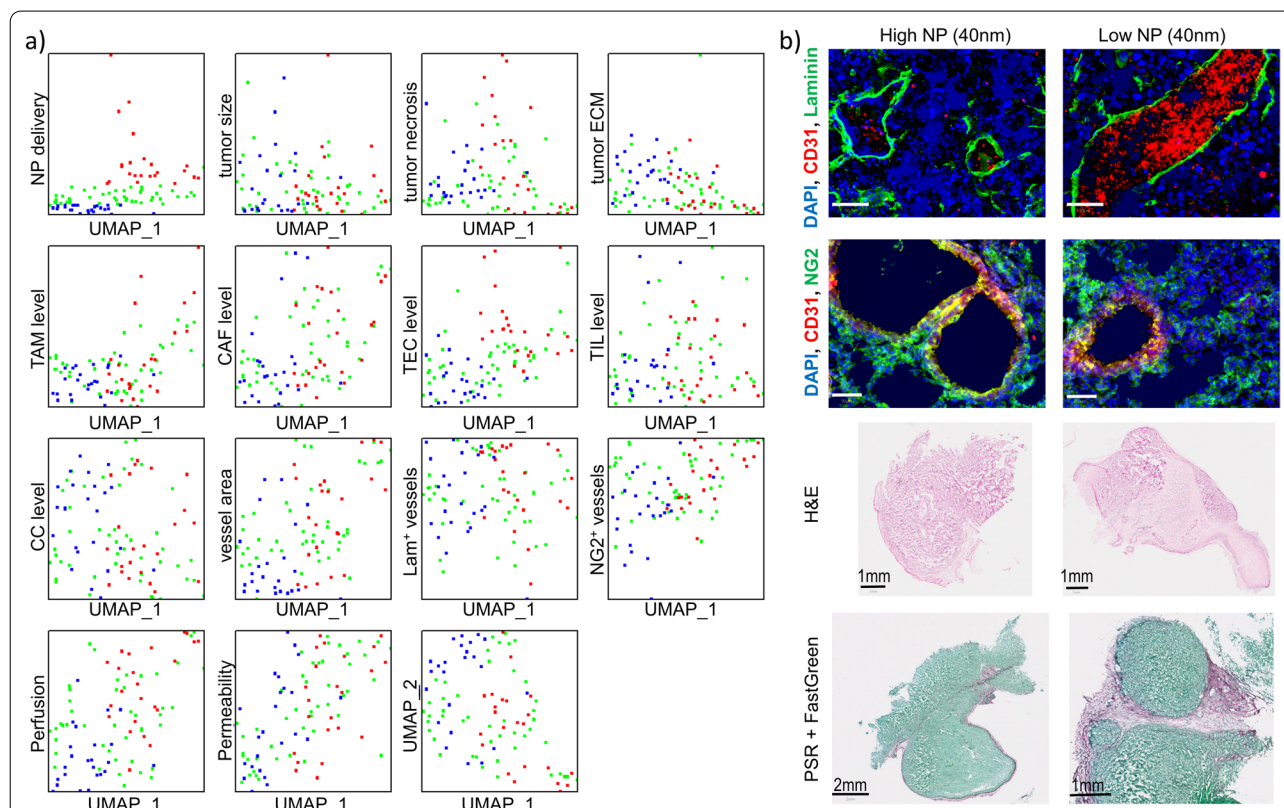 a)
NP delivery
UMAP_1
tumor size
UMAP_1
tumor necrosis
UMAP_1
tumor ECM
UMAP_1
TAM level
UMAP_1
CAF level
UMAP_1
TEC level
UMAP_1
TIL level
UMAP_1
CC level
UMAP_1
vessel area
UMAP_1
Lam⁺ vessels
UMAP_1
NG2⁺ vessels
UMAP_1
Perfusion
UMAP_1
Permeability
UMAP_1
UMAP_2
UMAP_1
b)
High NP (40nm)
Low NP (40nm)
DAPI, CD31, Laminin
DAPI, CD31, NG2
H&E
1mm
1mm
PSR + FastGreen
2mm
1mm